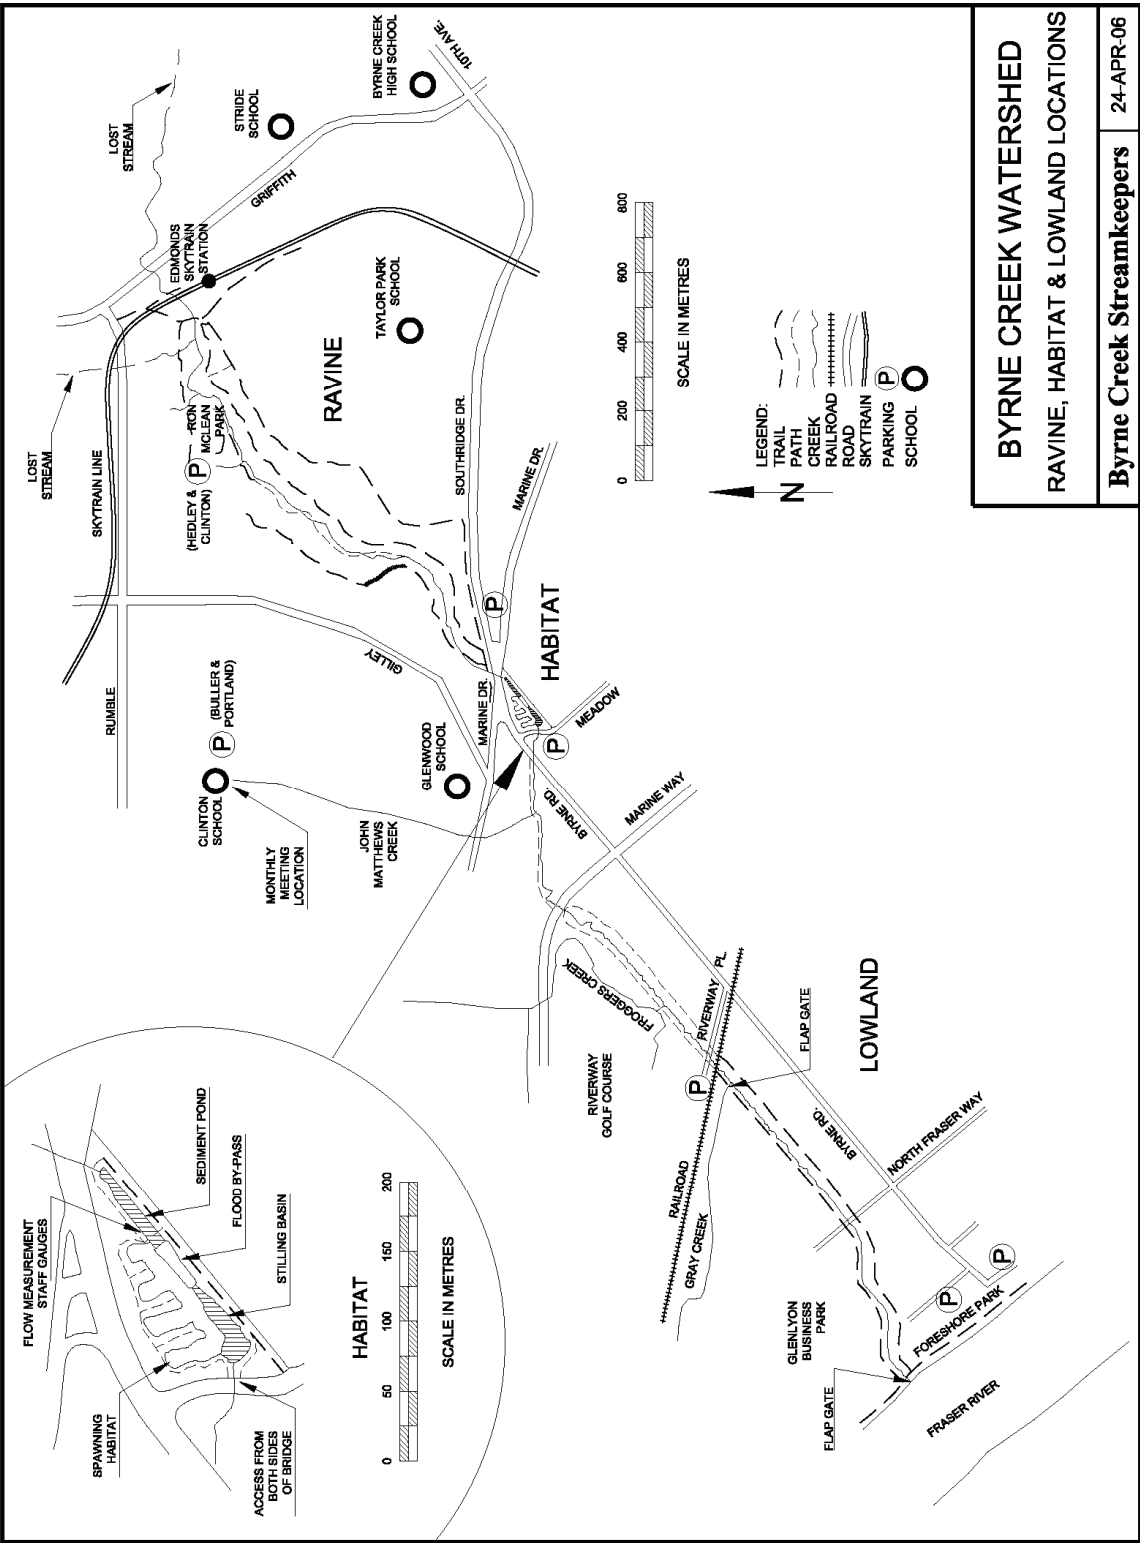 BYRNE CREEK WATERSHED
RAVINE, HABITAT & LOWLAND LOCATIONS
Byrne Creek Streamkeepers
24-APR-06
FLOW MEASUREMENT
STAFF GAUGES
SEDIMENT POND
FLOOD BY-PASS
STILLING BASIN
SPAWNING
HABITAT
ACCESS FROM
BOTH SIDES
OF BRIDGE
HABITAT
0
50
100
150
200
SCALE IN METRES
LOST
STREAM
LOST
STREAM
SKYTRAIN LINE
RUMBLE
EDMONDS
SKYTRAIN
STATION
STRIDE
SCHOOL
BYRNE CREEK
HIGH SCHOOL
10TH AVE.
GRIFFITH
(HEDLEY &
CLINTON)
P
RON
MCLEAN
PARK
RAVINE
TAYLOR PARK
SCHOOL
CLINTON
SCHOOL
P
(BULLER &
PORTLAND)
MONTHLY
MEETING
LOCATION
JOHN
MATTHEWS
CREEK
GILLEY
GLENWOOD
SCHOOL
MARINE DR.
SOUTHRIDGE DR.
MARINE DR.
P
HABITAT
P
MEADOW
BYRNE RD.
MARINE WAY
FROGGERS CREEK
RIVERWAY
GOLF COURSE
RIVERWAY
PL.
P
RAILROAD
GRAY CREEK
FLAP GATE
LOWLAND
BYRNE RD.
NORTH FRASER WAY
GLENLYON
BUSINESS
PARK
P
P
FORESHORE PARK
FLAP GATE
FRASER RIVER
0
200
400
600
800
SCALE IN METRES
N
LEGEND:
TRAIL
PATH
CREEK
RAILROAD
ROAD
SKYTRAIN
PARKING P
SCHOOL